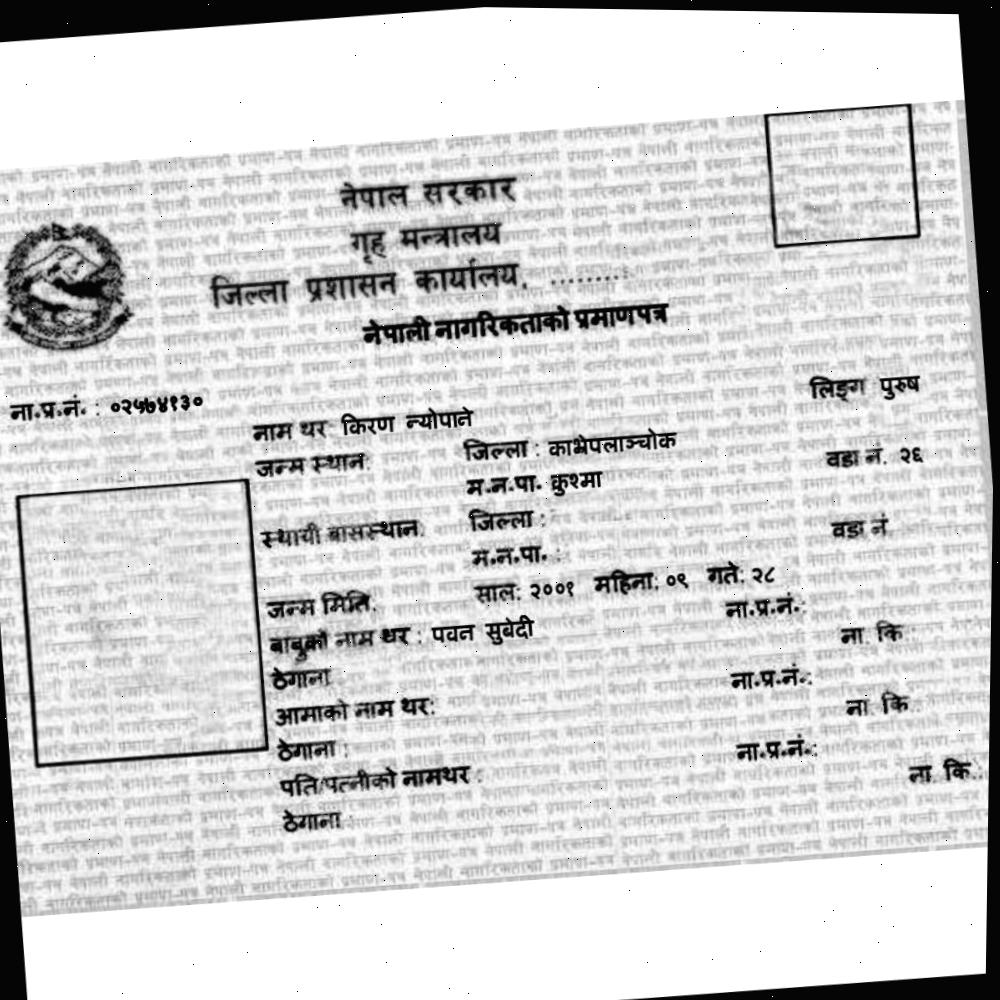 नेपाल सरकार
गृह मन्त्रालय
जिल्ला प्रशासन कार्यालय, ........
नेपाली नागरिकताको प्रमाणपत्र
ना.प्र.नं. : ०२५७४१३०
लिङ्ग पुरुष
नाम थर किरण न्योपाने
जन्म स्थान: जिल्ला : काभ्रेपलाञ्चोक
म.न.पा. कुश्मा वडा नं. २६
स्थायी बासस्थान: जिल्ला :
म.न.पा. : वडा नं
जन्म मिति: साल: २००१ महिना: ०९ गते: २८
बाबुको नाम थर : पवन सुवेदी ना.प्र.नं.:
ठेगाना ना. कि.
आमाको नाम थर: ना.प्र.नं.:
ठेगाना : ना. कि.
पति/पत्नीको नामथर : ना.प्र.नं.:
ठेगाना : ना. कि.: